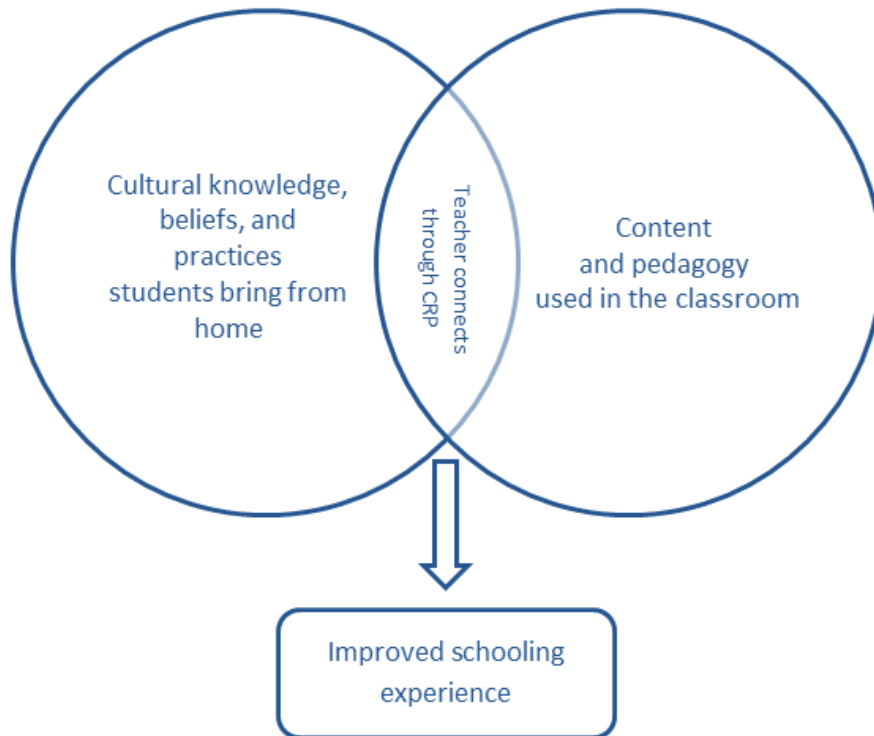 Cultural knowledge,
beliefs, and
practices
students bring from
home
Teacher connects
through CRP
Content
and pedagogy
used in the classroom
Improved schooling
experience